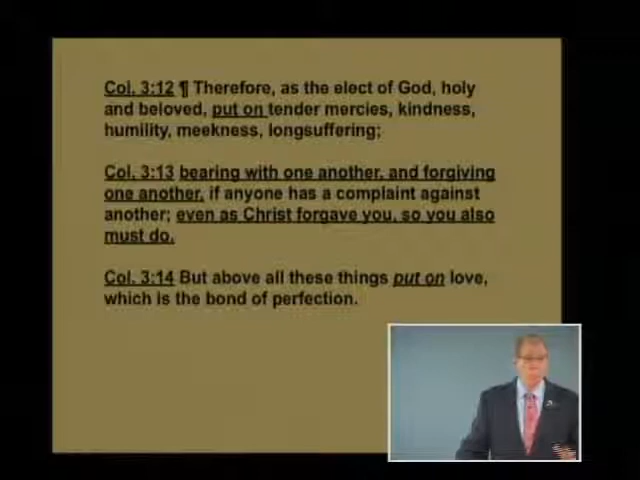 Col. 3:12 ¶ Therefore, as the elect of God, holy
and beloved, put on tender mercies, kindness,
humility, meekness, longsuffering;
Col. 3:13 bearing with one another, and forgiving
one another, if anyone has a complaint against
another; even as Christ forgave you, so you also
must do.
Col. 3:14 But above all these things put on love,
which is the bond of perfection.